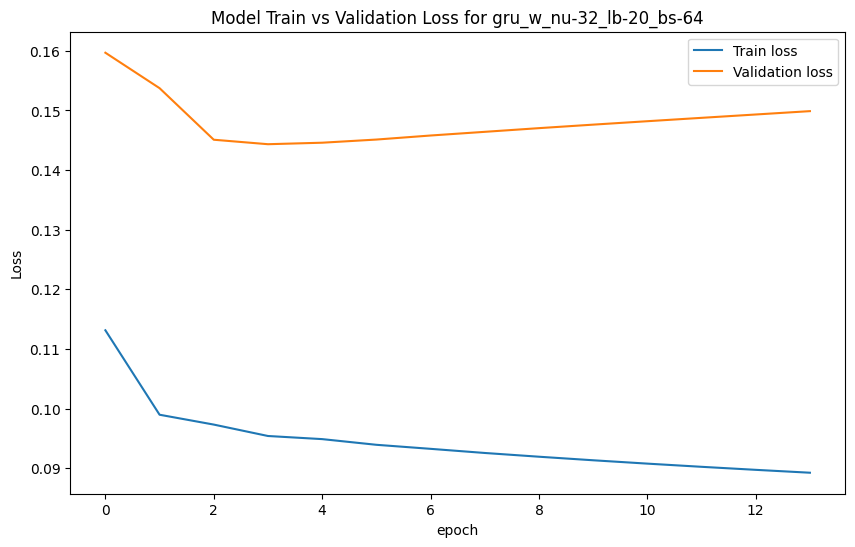 Model Train vs Validation Loss for gru_w_nu-32_lb-20_bs-64
Train loss
Validation loss
0.16
0.15
0.14
0.13
0.12
0.11
0.10
0.09
Loss
0 2 4 6 8 10 12
epoch